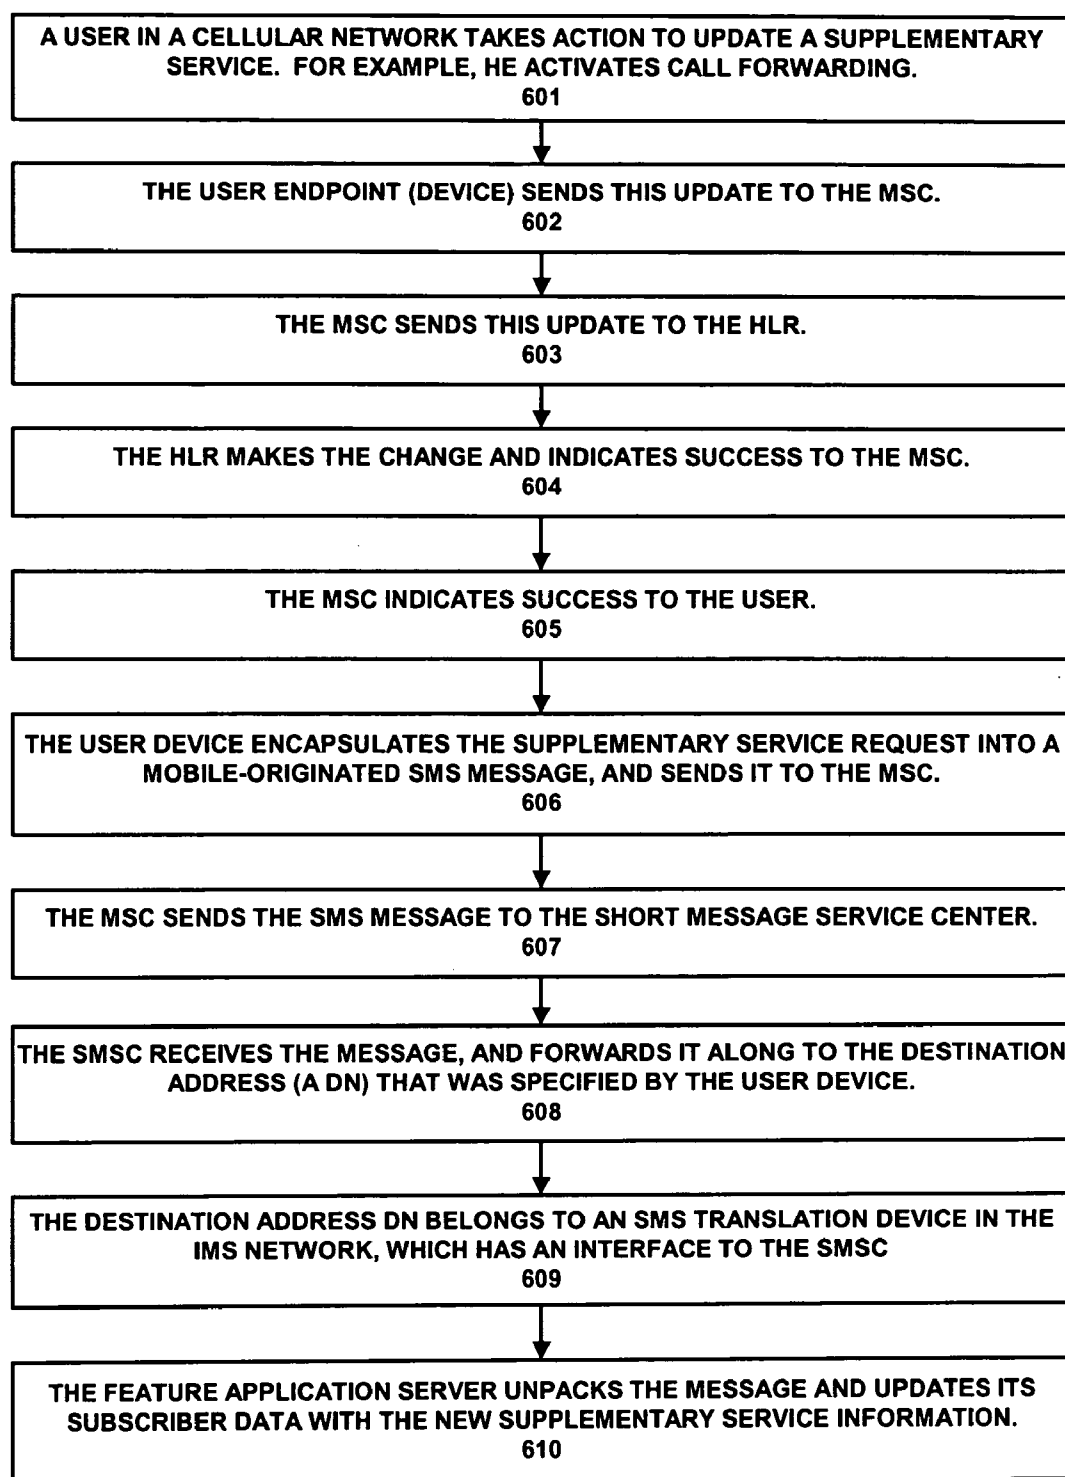 A USER IN A CELLULAR NETWORK TAKES ACTION TO UPDATE A SUPPLEMENTARY
SERVICE. FOR EXAMPLE, HE ACTIVATES CALL FORWARDING.
601
THE USER ENDPOINT (DEVICE) SENDS THIS UPDATE TO THE MSC.
602
THE MSC SENDS THIS UPDATE TO THE HLR.
603
THE HLR MAKES THE CHANGE AND INDICATES SUCCESS TO THE MSC.
604
THE MSC INDICATES SUCCESS TO THE USER.
605
THE USER DEVICE ENCAPSULATES THE SUPPLEMENTARY SERVICE REQUEST INTO A
MOBILE-ORIGINATED SMS MESSAGE, AND SENDS IT TO THE MSC.
606
THE MSC SENDS THE SMS MESSAGE TO THE SHORT MESSAGE SERVICE CENTER.
607
THE SMSC RECEIVES THE MESSAGE, AND FORWARDS IT ALONG TO THE DESTINATION
ADDRESS (A DN) THAT WAS SPECIFIED BY THE USER DEVICE.
608
THE DESTINATION ADDRESS DN BELONGS TO AN SMS TRANSLATION DEVICE IN THE
IMS NETWORK, WHICH HAS AN INTERFACE TO THE SMSC
609
THE FEATURE APPLICATION SERVER UNPACKS THE MESSAGE AND UPDATES ITS
SUBSCRIBER DATA WITH THE NEW SUPPLEMENTARY SERVICE INFORMATION.
610